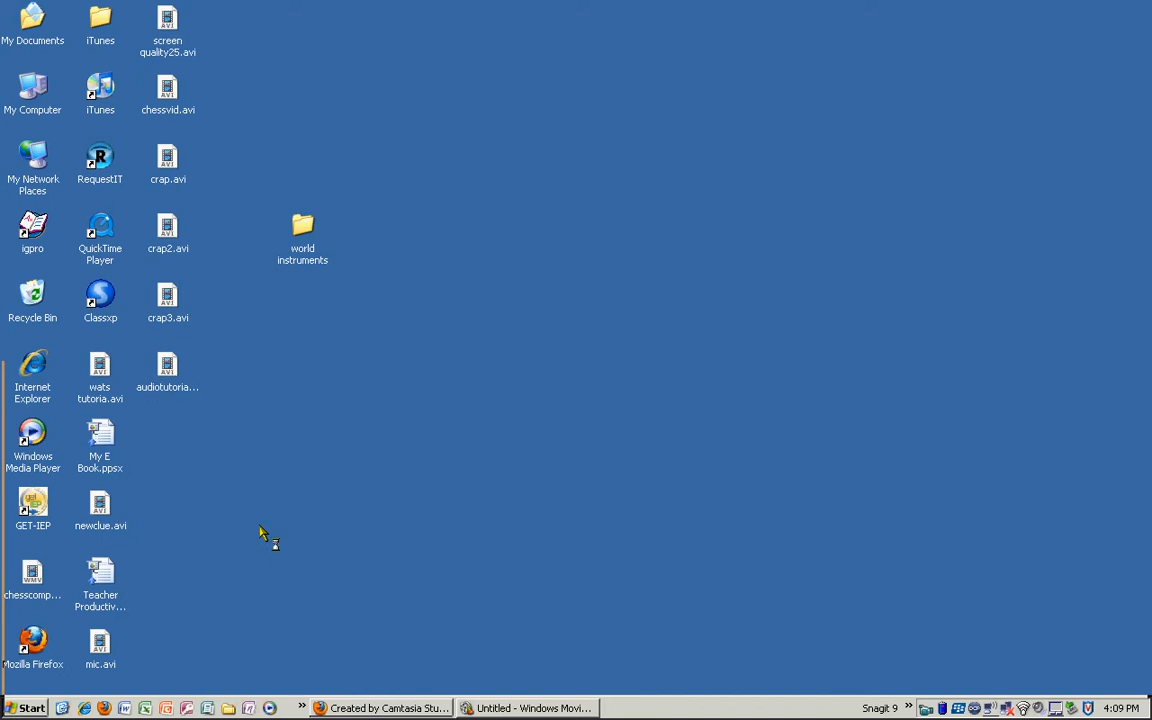 My Documents
iTunes
screen
quality25.avi
My Computer
iTunes
chessvid.avi
My Network
Places
RequestIT
crap.avi
igpro
QuickTime
Player
crap2.avi
world
instruments
Recycle Bin
Classxp
crap3.avi
Internet
Explorer
wats
tutoria.avi
audiotutoria...
Windows
Media Player
My E
Book.ppsx
GET-IEP
newclue.avi
chesscomp...
Teacher
Productiv...
Mozilla Firefox
mic.avi
Start
Created by Camtasia Stu...
Untitled - Windows Movi...
Snagit 9
4:09 PM